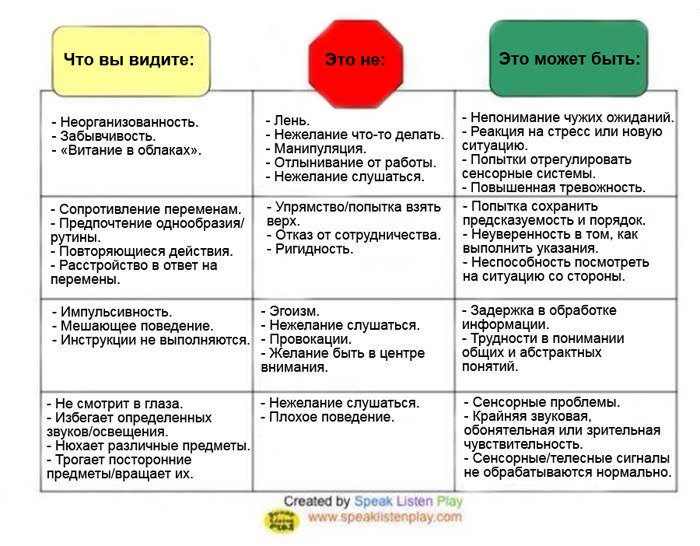 Что вы видите:
Это не:
Это может быть:
- Неорганизованность.
- Забывчивость.
- «Витание в облаках».
- Лень.
- Нежелание что-то делать.
- Манипуляция.
- Отлынивание от работы.
- Нежелание слушаться.
- Непонимание чужих ожиданий.
- Реакция на стресс или новую
ситуацию.
- Попытки отрегулировать
сенсорные системы.
- Повышенная тревожность.
- Сопротивление переменам.
- Предпочтение однообразия/
рутины.
- Повторяющиеся действия.
- Расстройство в ответ на
перемены.
- Упрямство/попытка взять
верх.
- Отказ от сотрудничества.
- Ригидность.
- Попытка сохранить
предсказуемость и порядок.
- Неуверенность в том, как
выполнить указания.
- Неспособность посмотреть
на ситуацию со стороны.
- Импульсивность.
- Мешающее поведение.
- Инструкции не выполняются.
- Эгоизм.
- Нежелание слушаться.
- Провокации.
- Желание быть в центре
внимания.
- Задержка в обработке
информации.
- Трудности в понимании
общих и абстрактных
понятий.
- Не смотрит в глаза.
- Избегает определенных
звуков/освещения.
- Нюхает различные предметы.
- Трогает посторонние
предметы/вращает их.
- Нежелание слушаться.
- Плохое поведение.
- Сенсорные проблемы.
- Крайняя звуковая,
обонятельная или зрительная
чувствительность.
- Сенсорные/телесные сигналы
не обрабатываются нормально.
Created by Speak Listen Play
www.speaklistenplay.com